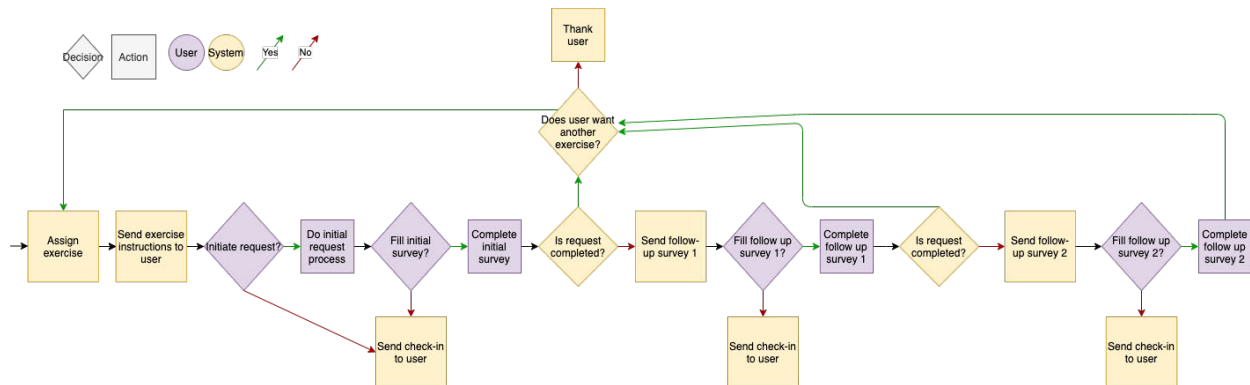 Decision
Action
User
System
Yes
No
Thank
user
Does user want
another
exercise?
Assign
exercise
Send exercise
instructions to
user
Initiate request?
Do initial
request
process
Fill initial
survey?
Complete
initial
survey
Is request
completed?
Send follow-
up survey 1
Fill follow up
survey 1?
Complete
follow up
survey 1
Is request
completed?
Send follow-
up survey 2
Fill follow up
survey 2?
Complete
follow up
survey 2
Send check-in
to user
Send check-in
to user
Send check-in
to user